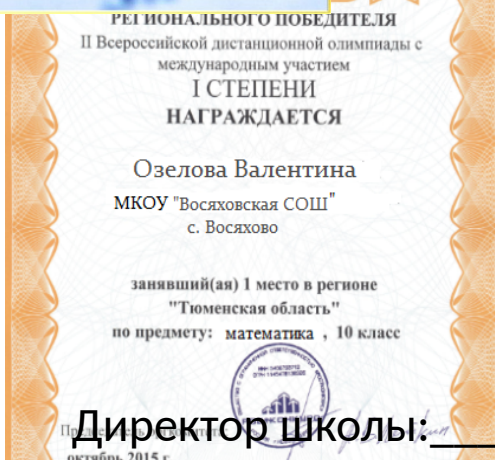 РЕГИОНАЛЬНОГО ПОБЕДИТЕЛЯ
II Всероссийской дистанционной олимпиады с
международным участием
I СТЕПЕНИ
НАГРАЖДАЕТСЯ
Озелова Валентина
МКОУ "Восяховская СОШ"
с. Восяхово
занявший(ая) 1 место в регионе
"Тюменская область"
по предмету: математика , 10 класс
Директор школы:____
октябрь 2015 г.